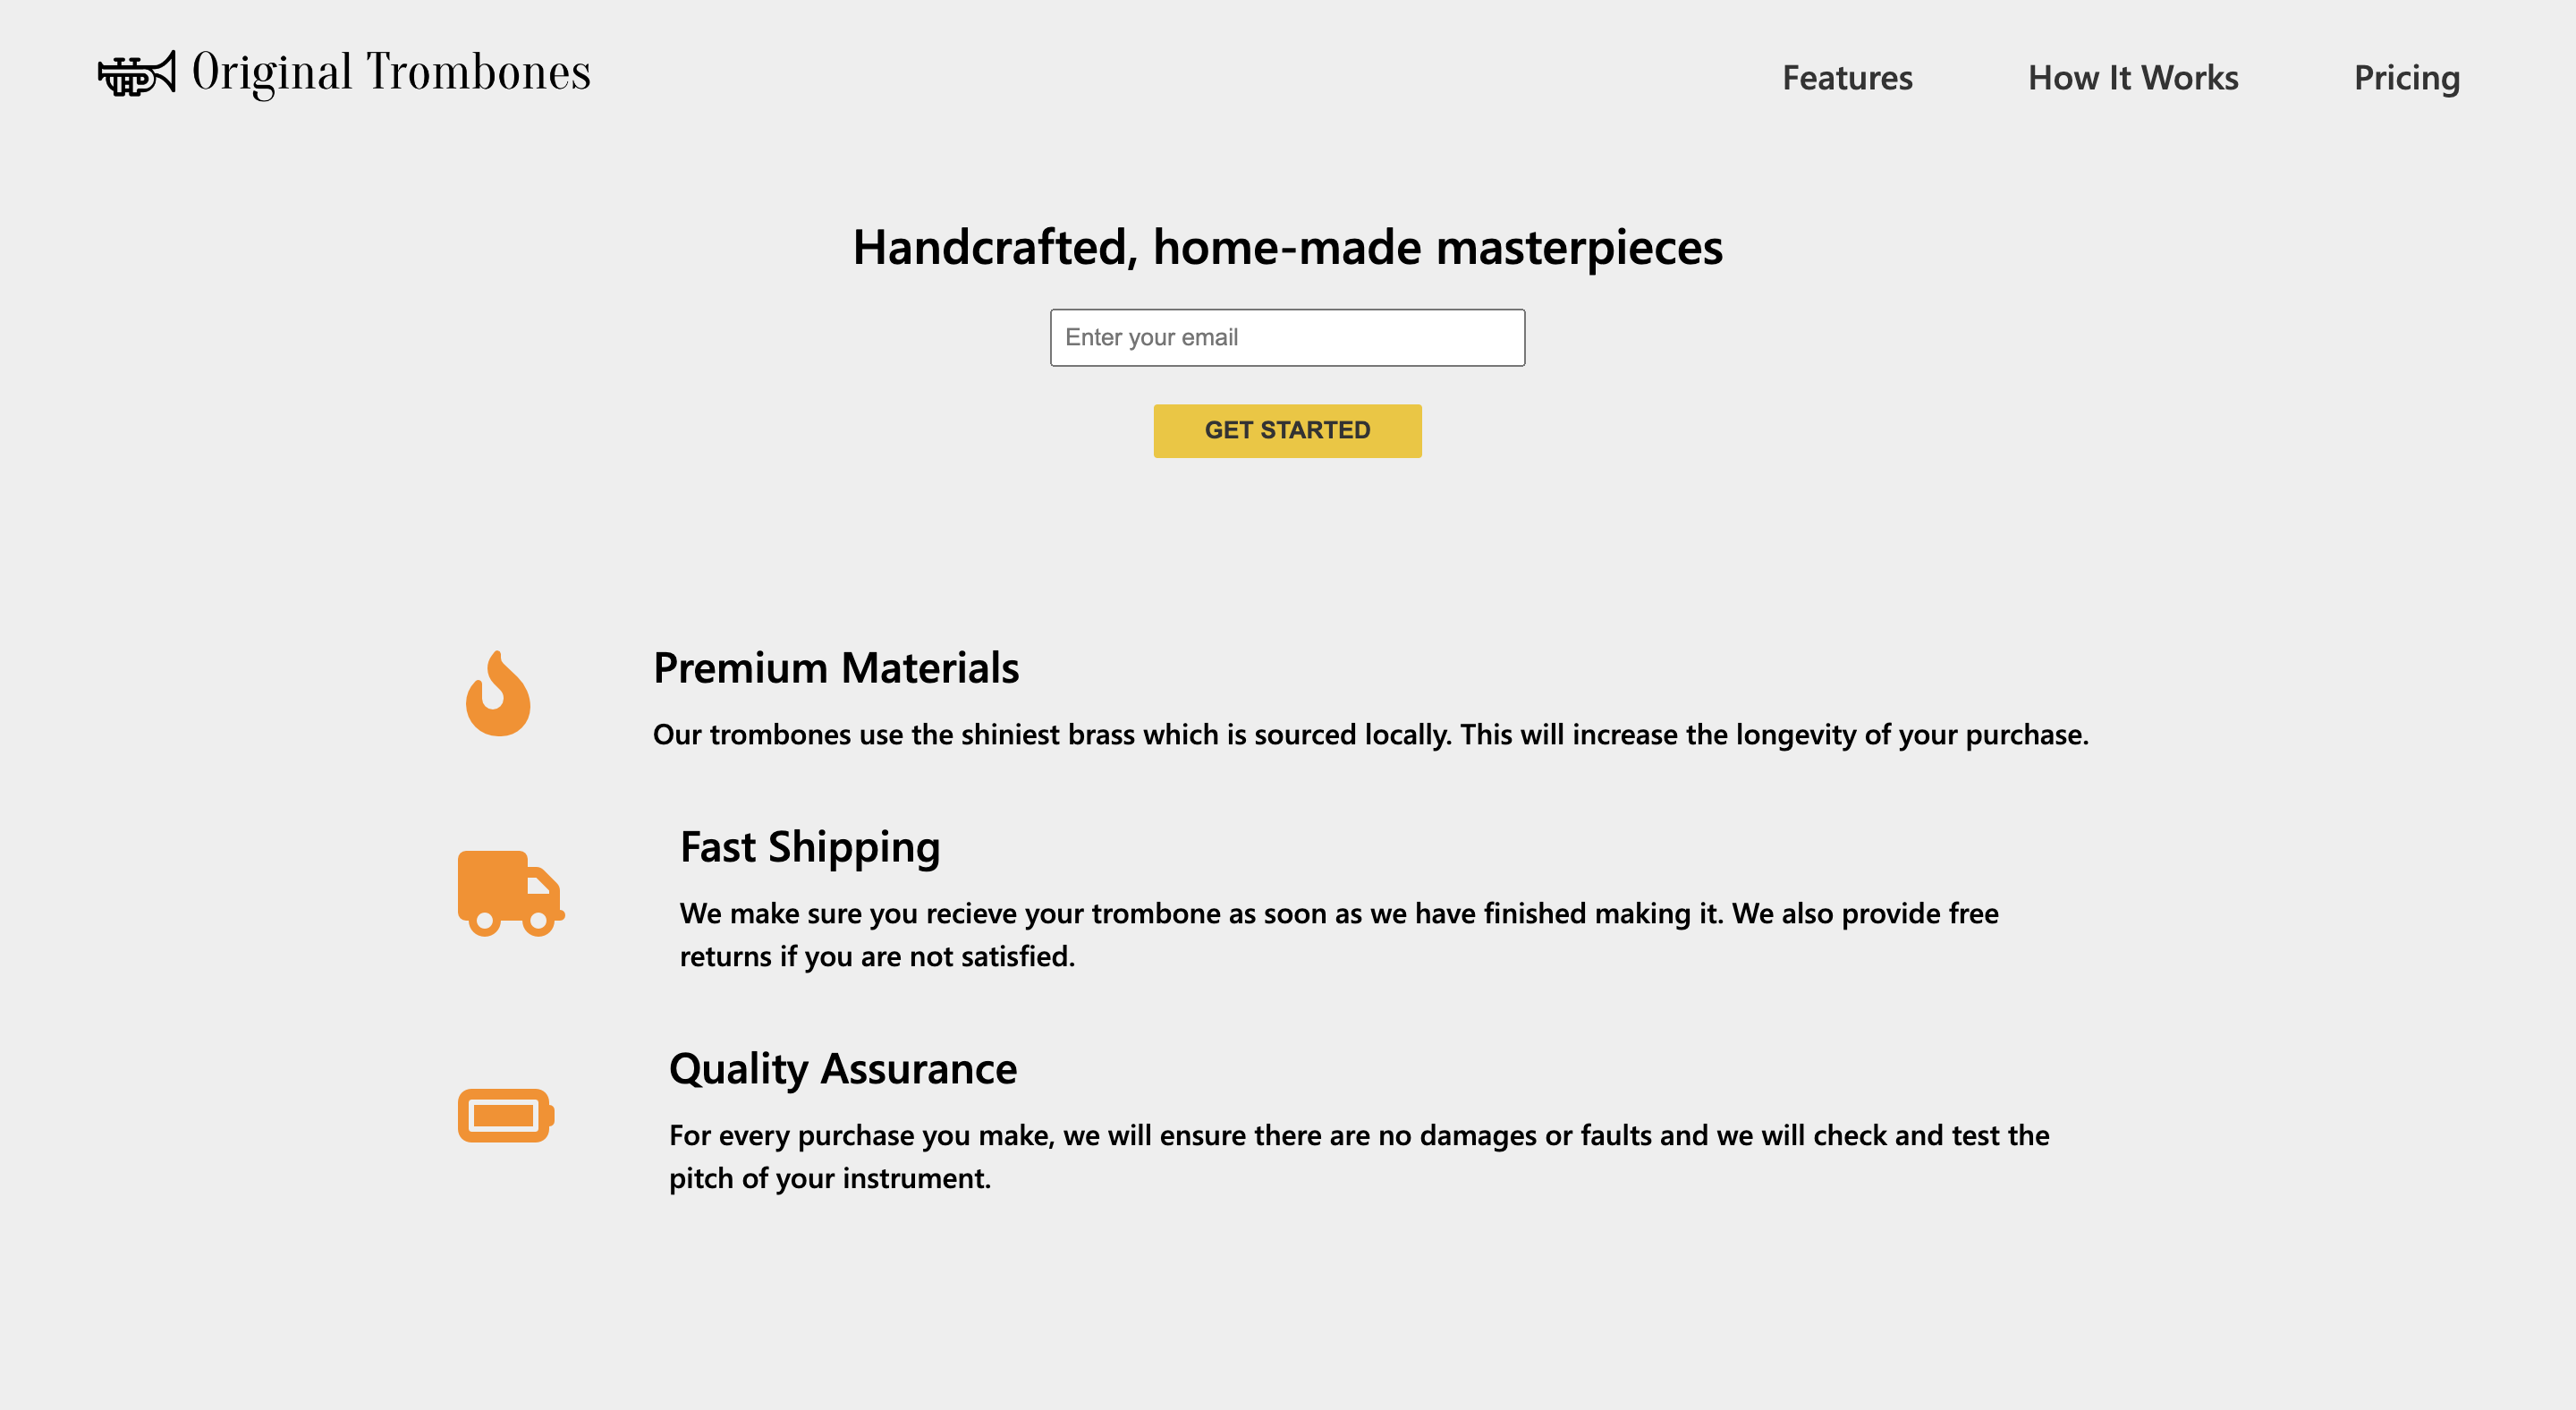 Original Trombones
Features
How It Works
Pricing
Handcrafted, home-made masterpieces
Enter your email
GET STARTED
Premium Materials
Our trombones use the shiniest brass which is sourced locally. This will increase the longevity of your purchase.
Fast Shipping
We make sure you recieve your trombone as soon as we have finished making it. We also provide free
returns if you are not satisfied.
Quality Assurance
For every purchase you make, we will ensure there are no damages or faults and we will check and test the
pitch of your instrument.